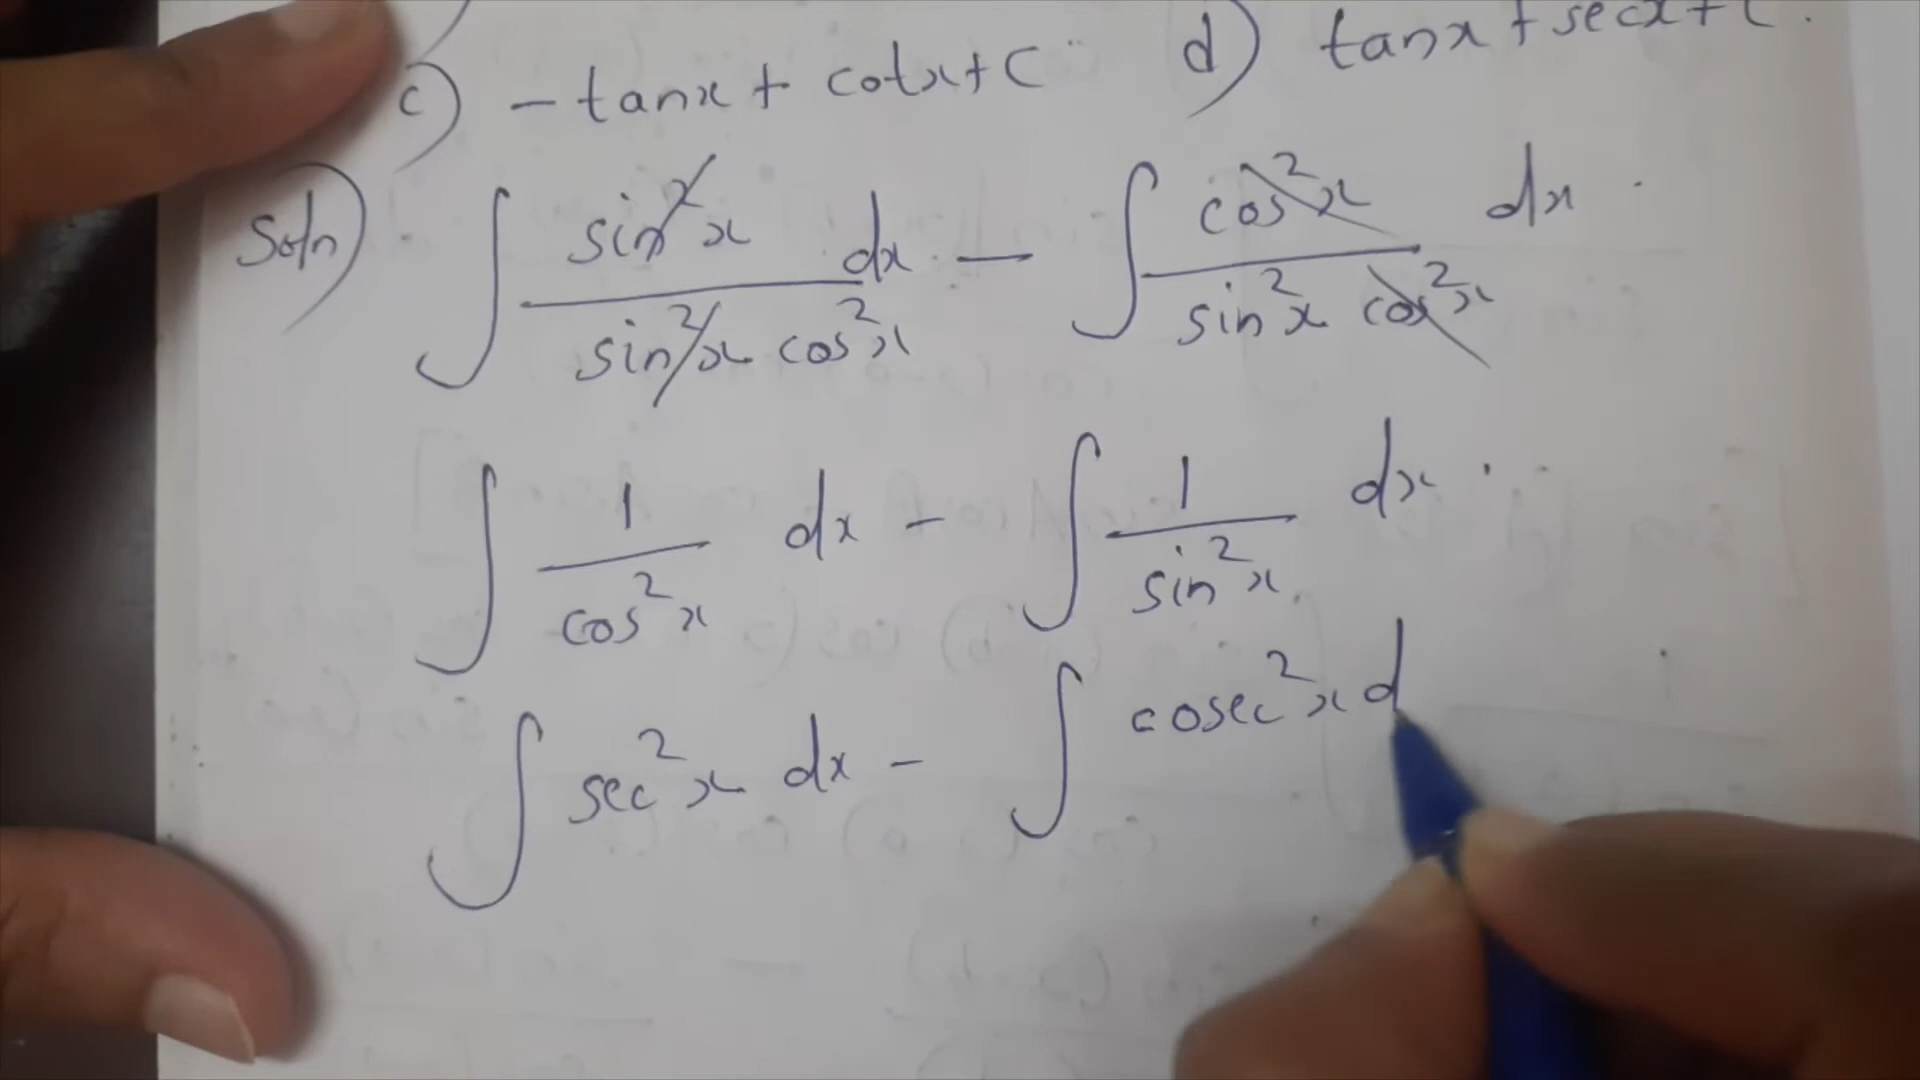 c) - tanx + cotx + C d) tanx + secx + C.
Soln) ∫ sin²x / sin²x cos²x dx - ∫ cos²x / sin²x cos²x dx.
∫ 1 / cos²x dx - ∫ 1 / sin²x dx.
∫ sec²x dx - ∫ cosec²x d